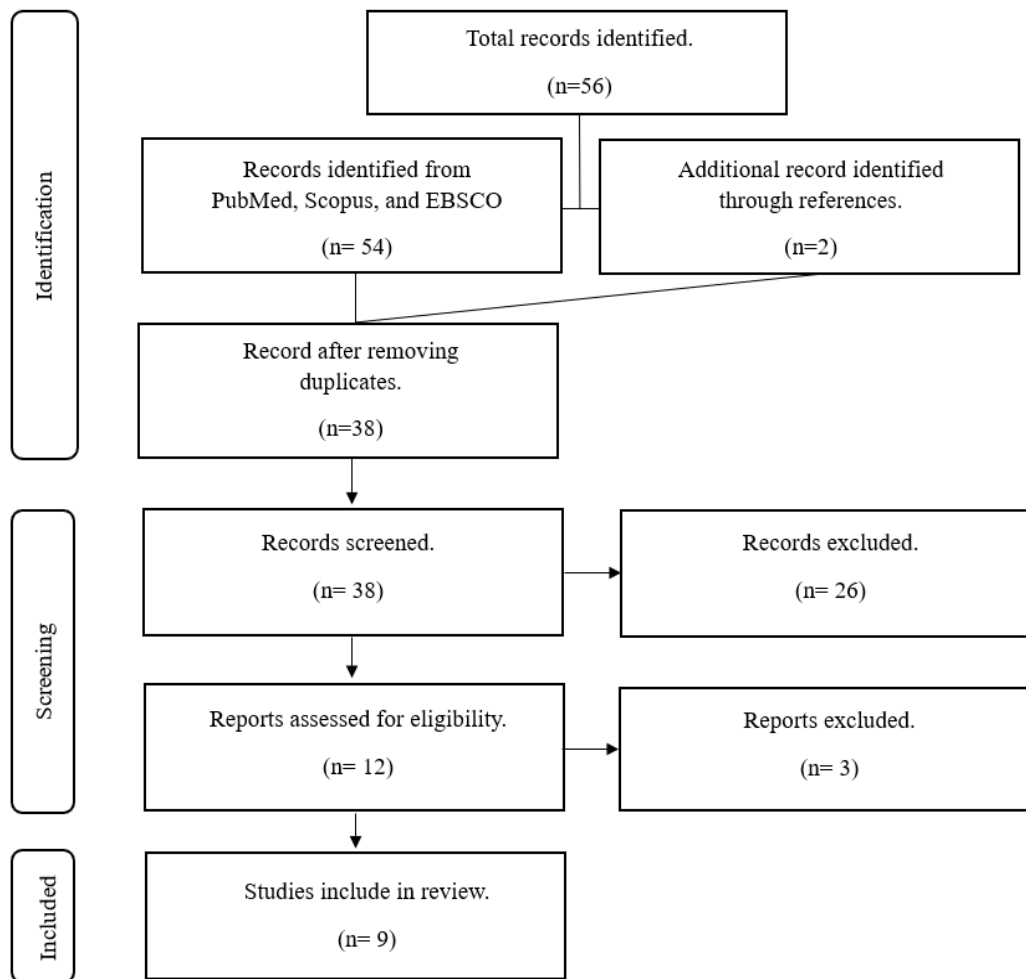 Identification
Total records identified.
(n=56)
Records identified from
PubMed, Scopus, and EBSCO
(n= 54)
Additional record identified
through references.
(n=2)
Record after removing
duplicates.
(n=38)
Screening
Records screened.
(n= 38)
Records excluded.
(n= 26)
Reports assessed for eligibility.
(n= 12)
Reports excluded.
(n= 3)
Included
Studies include in review.
(n= 9)